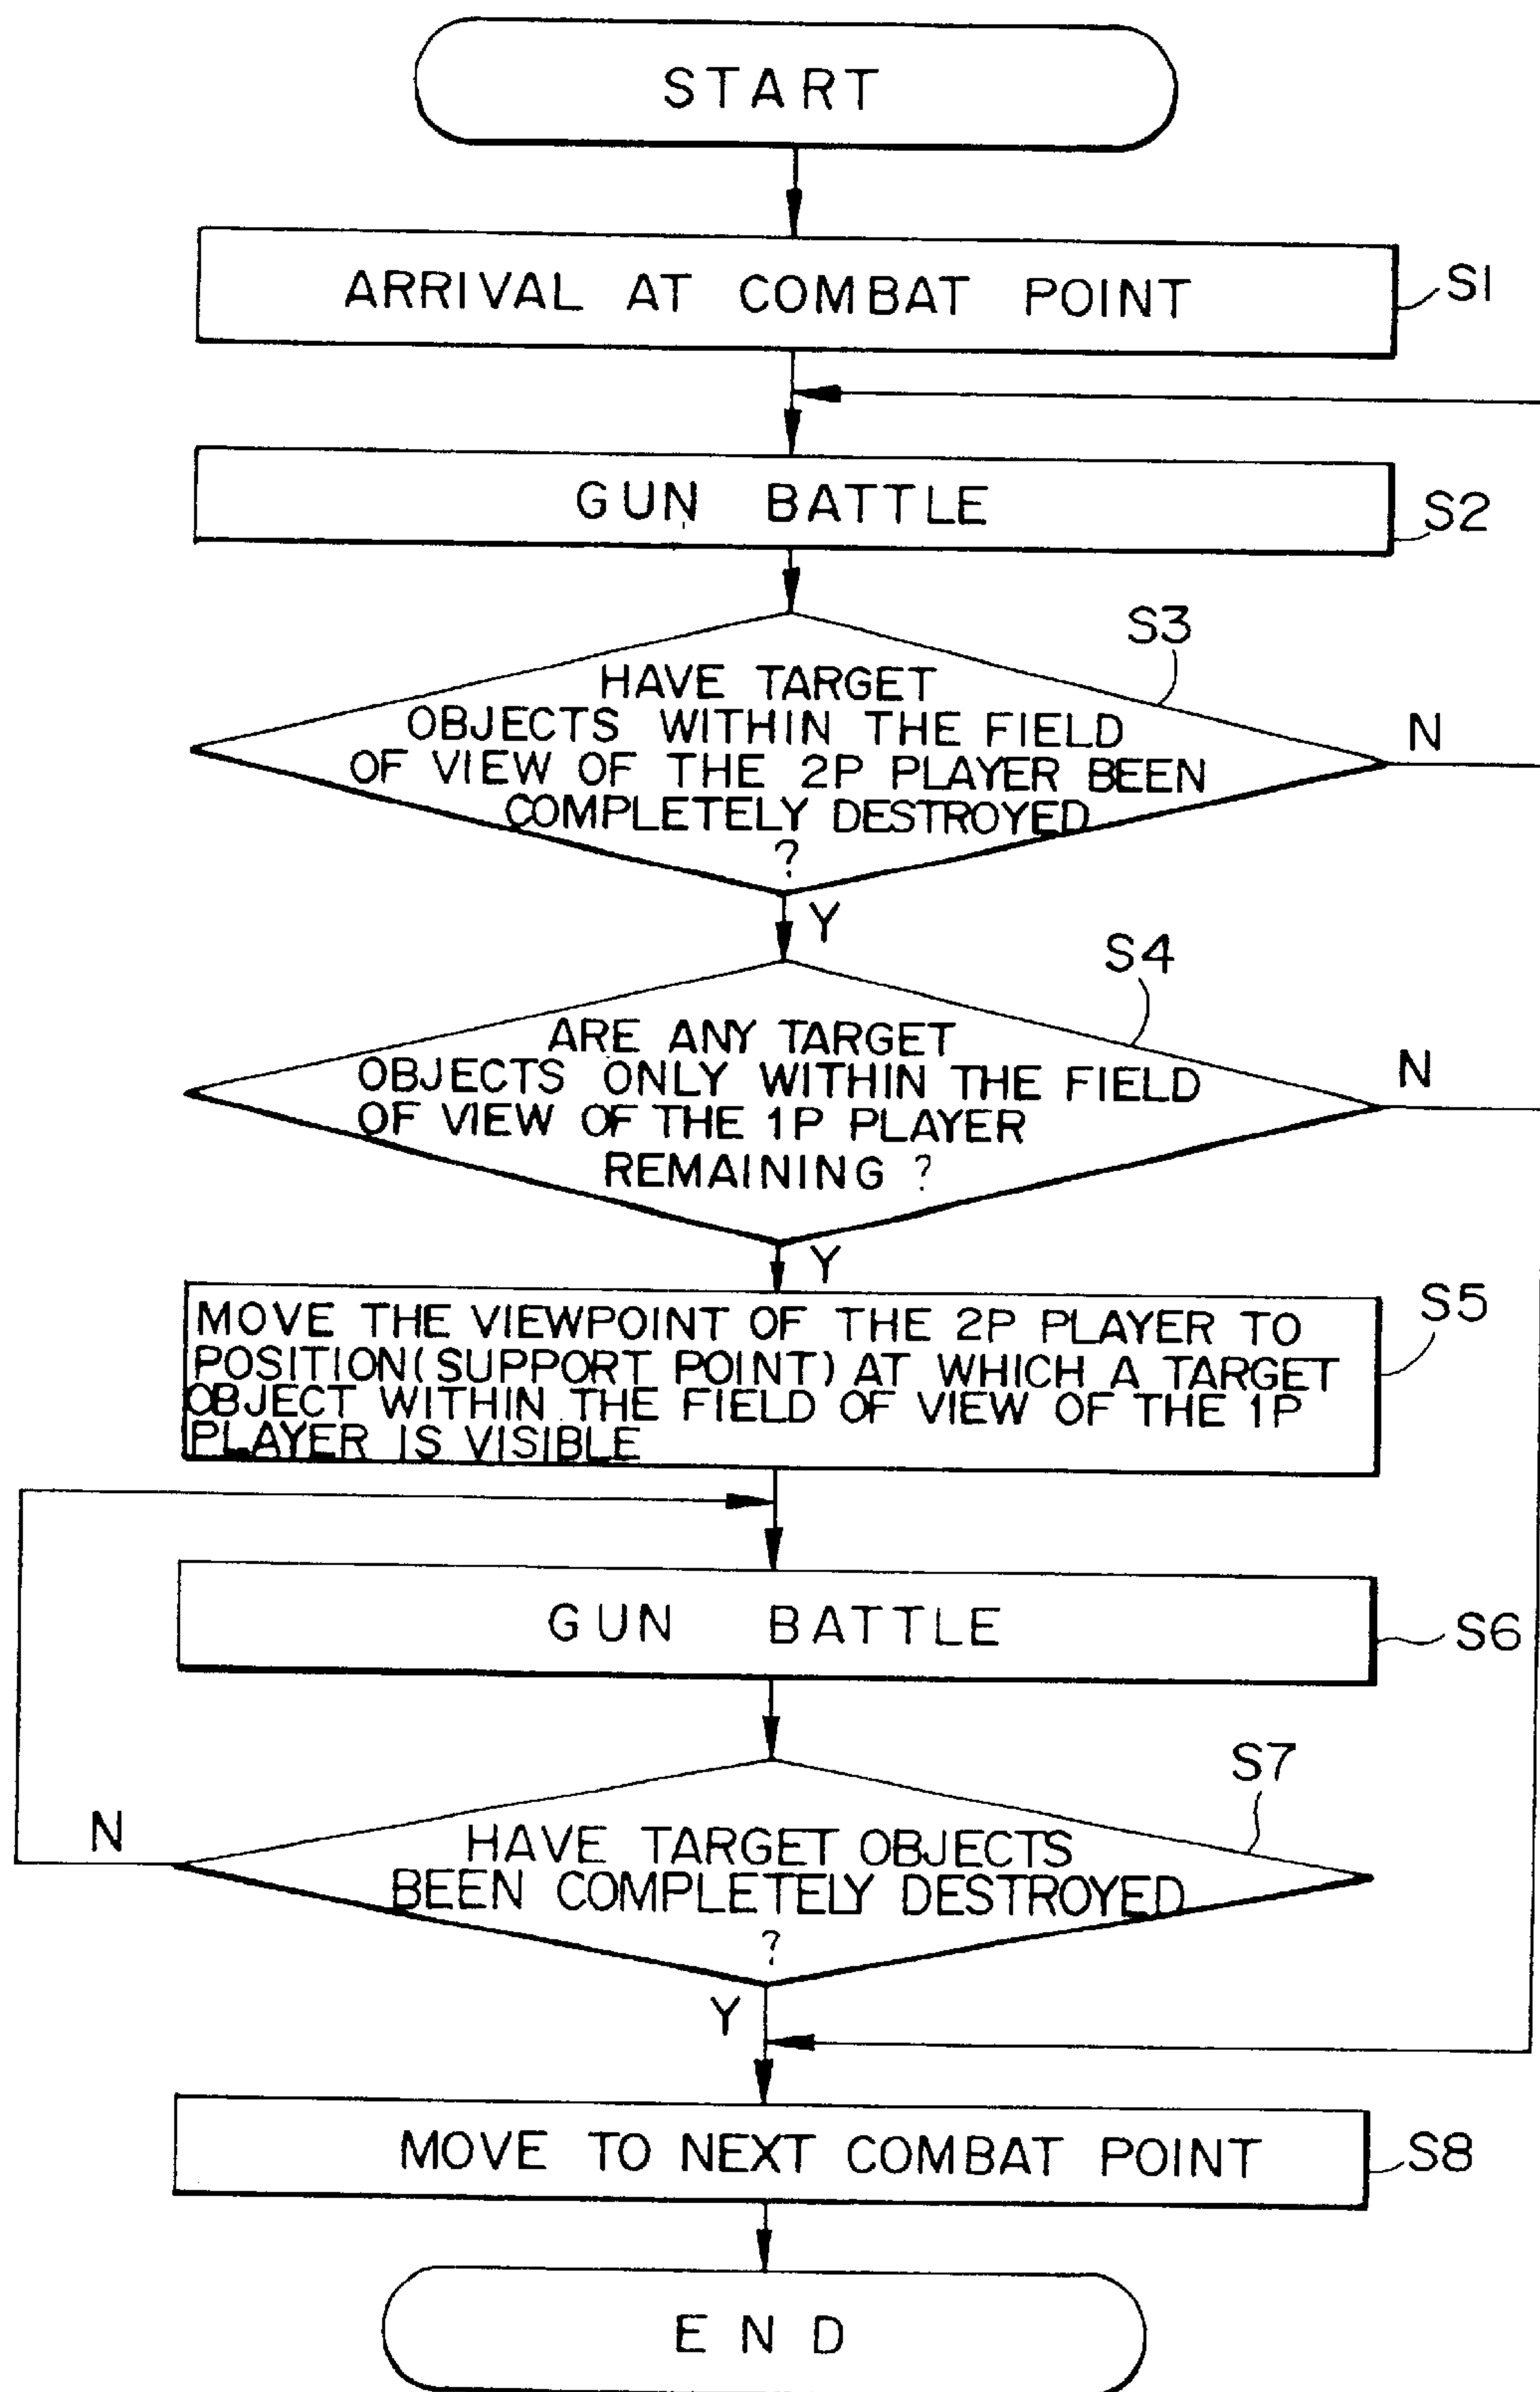 START
ARRIVAL AT COMBAT POINT
S1
GUN BATTLE
S2
S3
HAVE TARGET
OBJECTS WITHIN THE FIELD
OF VIEW OF THE 2P PLAYER BEEN
COMPLETELY DESTROYED
?
N
Y
S4
ARE ANY TARGET
OBJECTS ONLY WITHIN THE FIELD
OF VIEW OF THE 1P PLAYER
REMAINING ?
N
Y
MOVE THE VIEWPOINT OF THE 2P PLAYER TO
POSITION(SUPPORT POINT) AT WHICH A TARGET
OBJECT WITHIN THE FIELD OF VIEW OF THE 1P
PLAYER IS VISIBLE
S5
GUN BATTLE
S6
S7
HAVE TARGET OBJECTS
BEEN COMPLETELY DESTROYED
?
N
Y
MOVE TO NEXT COMBAT POINT
S8
END